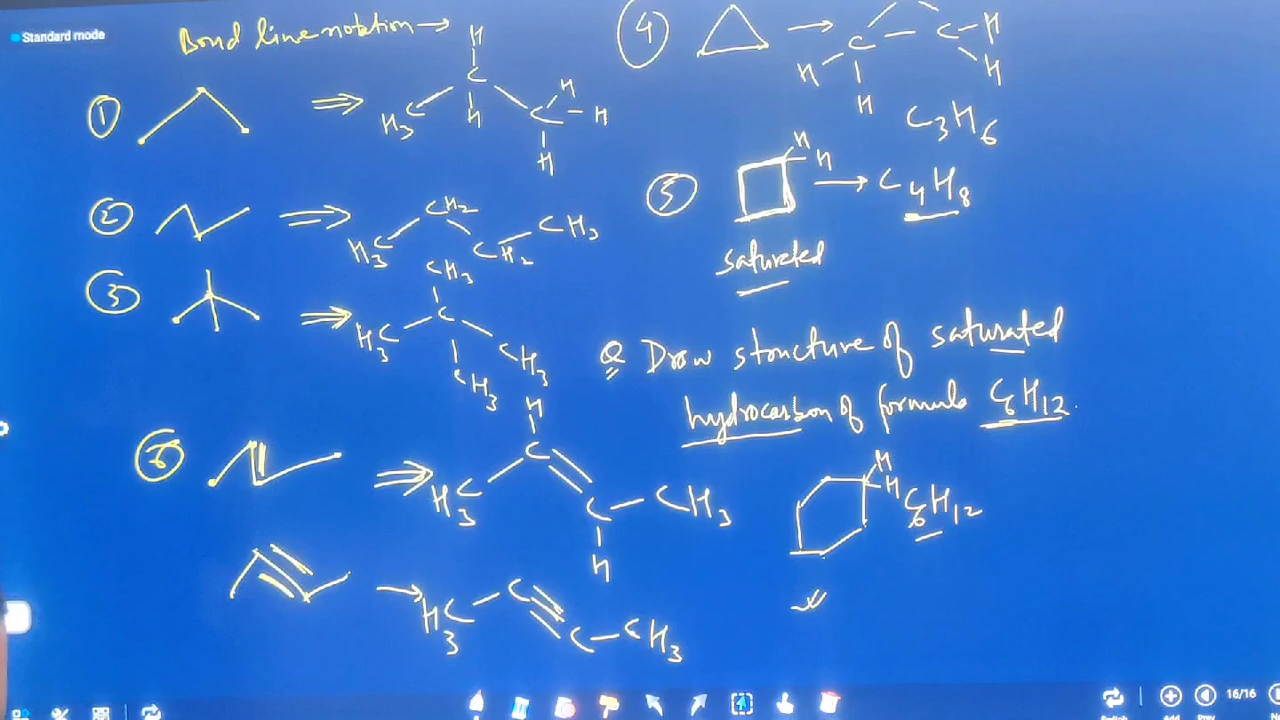 Standard mode
Bond line notation →
① ⇒ H₃C C H H C H H H
② ⇒ H₃C CH₂ CH₂ CH₃
③ ⇒ H₃C C CH₃ CH₃ CH₃
⑥ ⇒ H₃C C H C H CH₃
→ H₃C C C CH₃
④ → C H H C H H
C₃H₆
⑤ H H → C₄H₈
saturated
Q Draw structure of saturated
hydrocarbon of formula C₆H₁₂.
H H C₆H₁₂
16/16